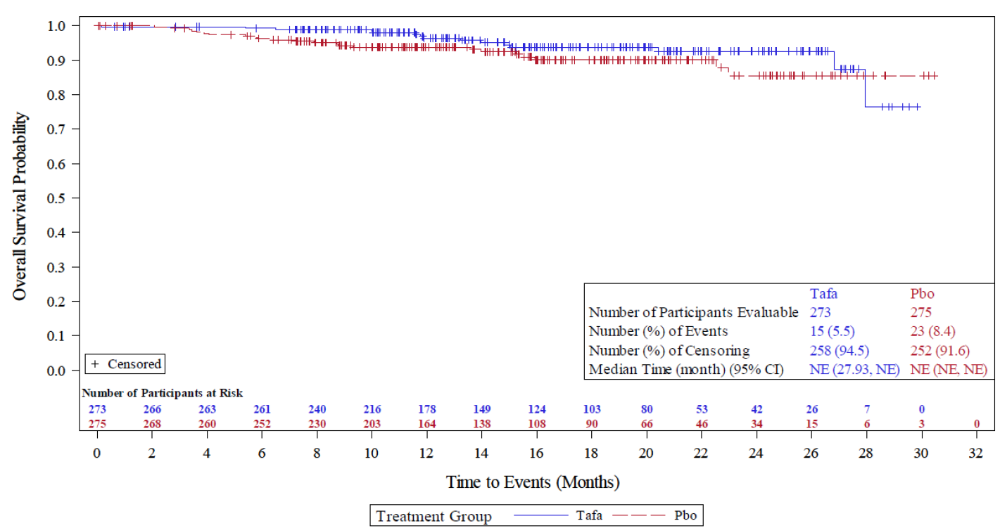 Overall Survival Probability
1.0
0.9
0.8
0.7
0.6
0.5
0.4
0.3
0.2
0.1
0.0
Tafa Pbo
Number of Participants Evaluable 273 275
Number (%) of Events 15 (5.5) 23 (8.4)
Number (%) of Censoring 258 (94.5) 252 (91.6)
Median Time (month) (95% CI) NE (27.93, NE) NE (NE, NE)
+ Censored
Number of Participants at Risk
273 266 263 261 240 216 178 149 124 103 80 53 42 26 7 0
275 268 260 252 230 203 164 138 108 90 66 46 34 15 6 3 0
0 2 4 6 8 10 12 14 16 18 20 22 24 26 28 30 32
Time to Events (Months)
Treatment Group Tafa Pbo